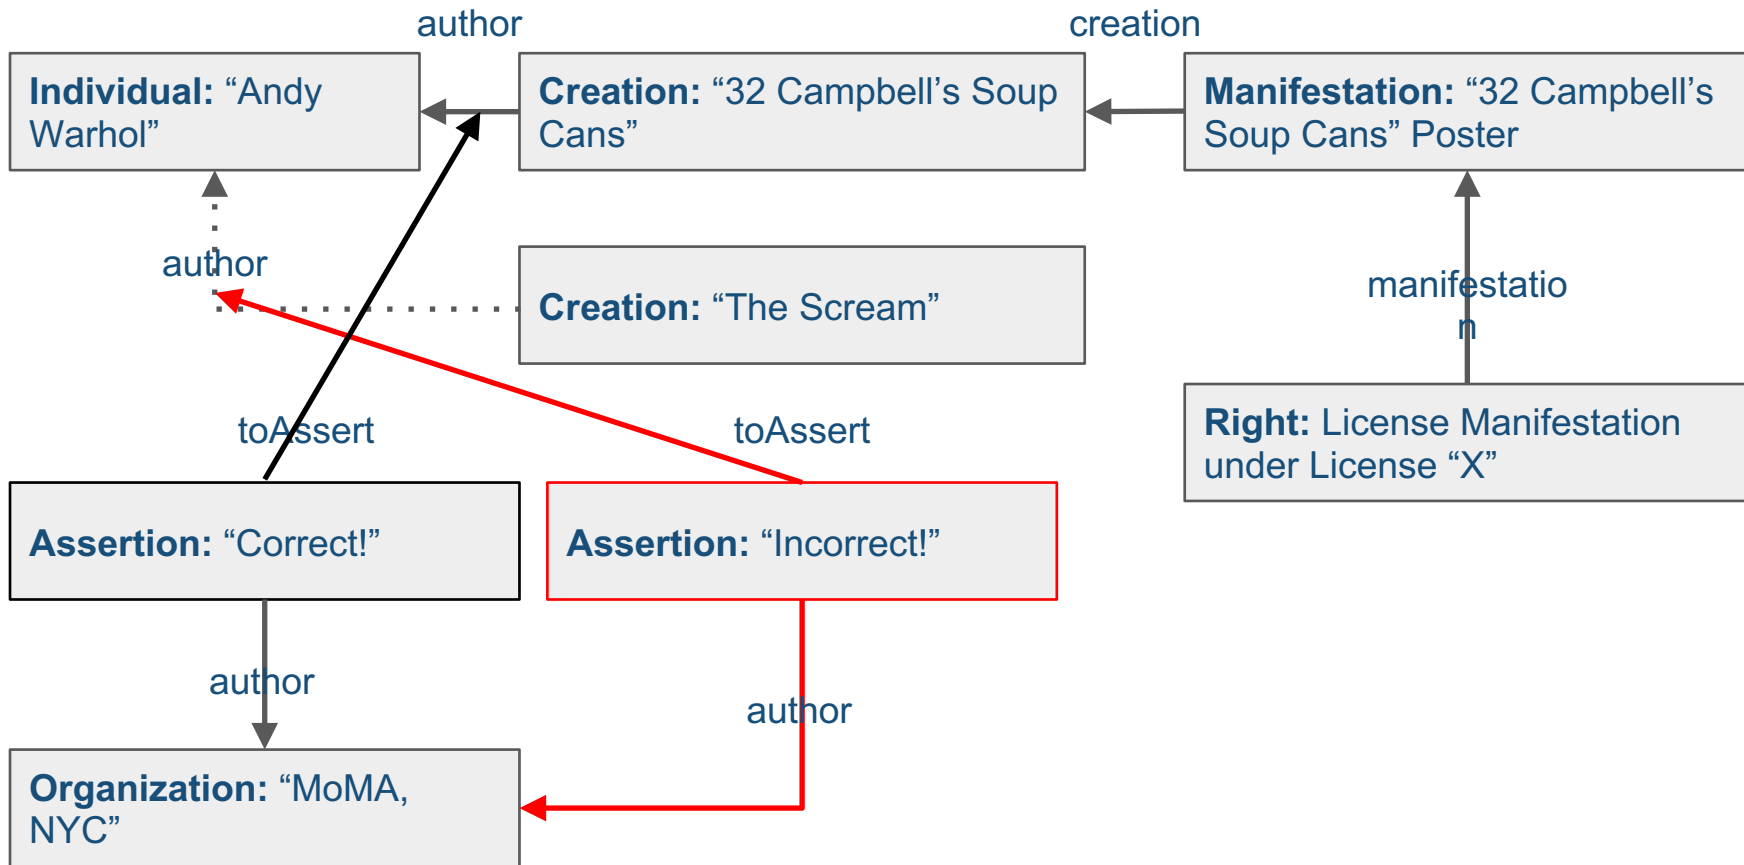 author
creation
Individual: “Andy
Warhol”
Creation: “32 Campbell’s Soup
Cans”
Manifestation: “32 Campbell’s
Soup Cans” Poster
author
Creation: “The Scream”
manifestatio
n
toAssert
toAssert
Right: License Manifestation
under License “X”
Assertion: “Correct!”
Assertion: “Incorrect!”
author
author
Organization: “MoMA,
NYC”